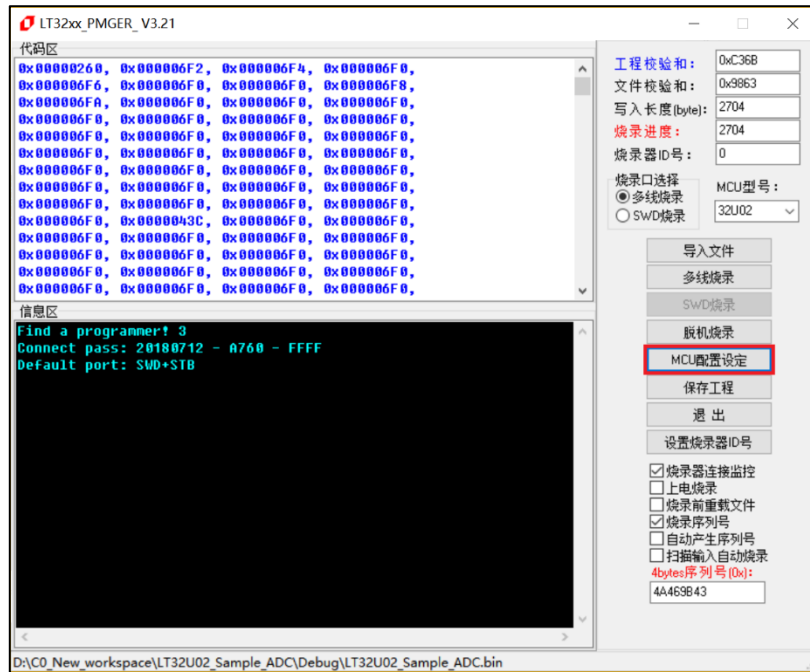 LT32xx_PMGER_ V3.21
代码区
0x00000260, 0x000006F2, 0x000006F4, 0x000006F0,
0x000006F6, 0x000006F0, 0x000006F0, 0x000006F8,
0x000006FA, 0x000006F0, 0x000006F0, 0x000006F0,
0x000006F0, 0x000006F0, 0x000006F0, 0x000006F0,
0x000006F0, 0x000006F0, 0x000006F0, 0x000006F0,
0x000006F0, 0x000006F0, 0x000006F0, 0x000006F0,
0x000006F0, 0x000006F0, 0x000006F0, 0x000006F0,
0x000006F0, 0x000006F0, 0x000006F0, 0x000006F0,
0x000006F0, 0x000006F0, 0x000006F0, 0x000006F0,
0x000006F0, 0x0000043C, 0x000006F0, 0x000006F0,
0x000006F0, 0x000006F0, 0x000006F0, 0x000006F0,
0x000006F0, 0x000006F0, 0x000006F0, 0x000006F0,
0x000006F0, 0x000006F0, 0x000006F0, 0x000006F0,
0x000006F0, 0x000006F0, 0x000006F0, 0x000006F0,
信息区
Find a programmer! 3
Connect pass: 20180712 - A760 - FFFF
Default port: SWD+STB
工程校验和： 0xC36B
文件校验和： 0x9863
写入长度(byte): 2704
烧录进度： 2704
烧录器ID号： 0
烧录口选择
多线烧录
SWD烧录
MCU型号：
32U02
导入文件
多线烧录
SWD烧录
脱机烧录
MCU配置设定
保存工程
退 出
设置烧录器ID号
烧录器连接监控
上电烧录
烧录前重载文件
烧录序列号
自动产生序列号
扫描输入自动烧录
4bytes序列号(0x):
4A469B43
D:\C0_New_workspace\LT32U02_Sample_ADC\Debug\LT32U02_Sample_ADC.bin